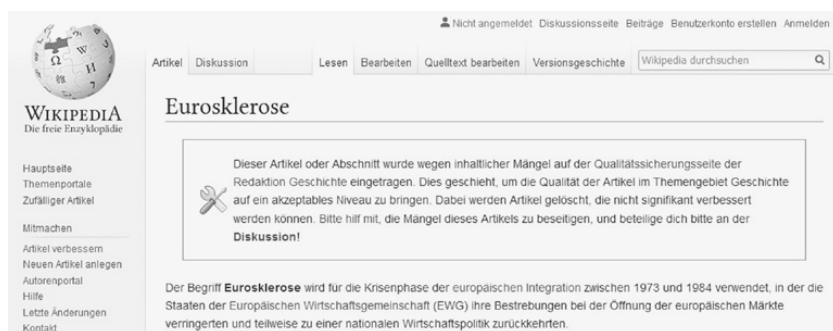 Nicht angemeldet Diskussionsseite Beiträge Benutzerkonto erstellen Anmelden
Artikel Diskussion Lesen Bearbeiten Quelltext bearbeiten Versionsgeschichte Wikipedia durchsuchen
WIKIPEDIA
Die freie Enzyklopädie
Hauptseite
Themenportale
Zufälliger Artikel
Mitmachen
Artikel verbessern
Neuen Artikel anlegen
Autorenportal
Hilfe
Letzte Änderungen
Kontakt
Eurosklerose
Dieser Artikel oder Abschnitt wurde wegen inhaltlicher Mängel auf der Qualitätssicherungsseite der
Redaktion Geschichte eingetragen. Dies geschieht, um die Qualität der Artikel im Themengebiet Geschichte
auf ein akzeptables Niveau zu bringen. Dabei werden Artikel gelöscht, die nicht signifikant verbessert
werden können. Bitte hilf mit, die Mängel dieses Artikels zu beseitigen, und beteilige dich bitte an der
Diskussion!
Der Begriff Eurosklerose wird für die Krisenphase der europäischen Integration zwischen 1973 und 1984 verwendet, in der die
Staaten der Europäischen Wirtschaftsgemeinschaft (EWG) ihre Bestrebungen bei der Öffnung der europäischen Märkte
verringerten und teilweise zu einer nationalen Wirtschaftspolitik zurückkehrten.